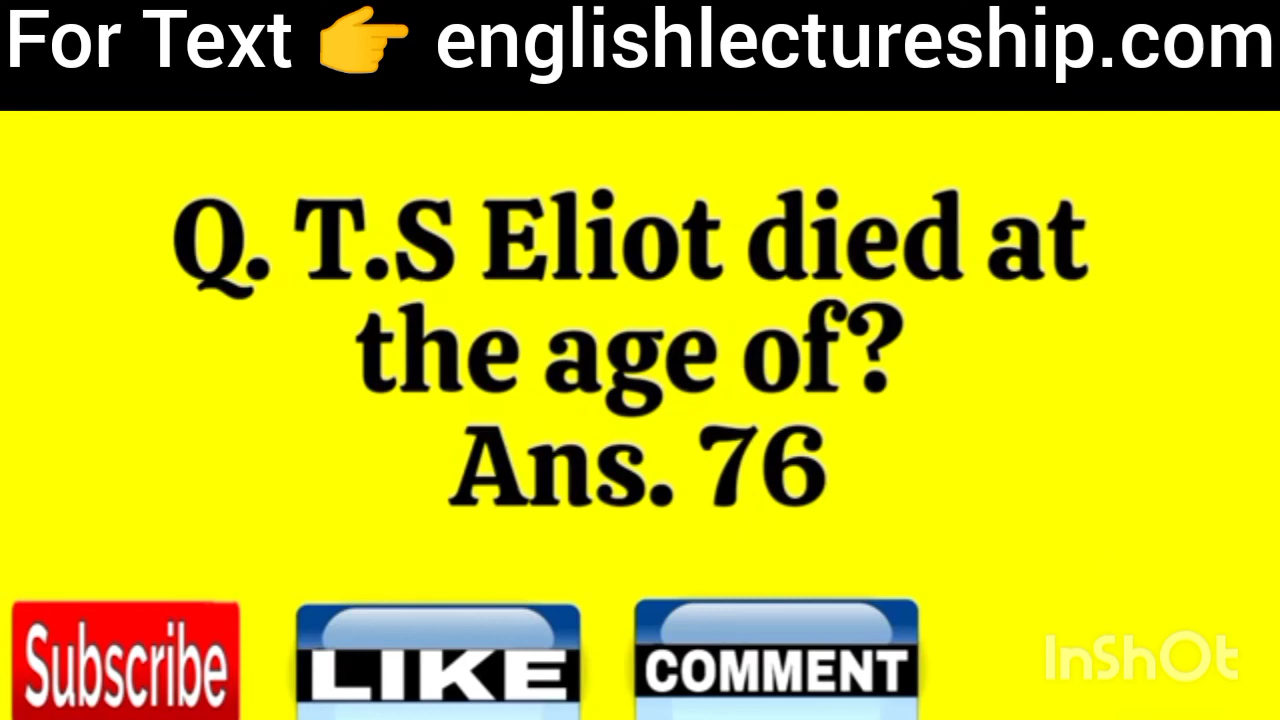 For Text 👉 englishlectureship.com
Q. T.S Eliot died at
the age of?
Ans. 76
Subscribe
LIKE
COMMENT
InShOt